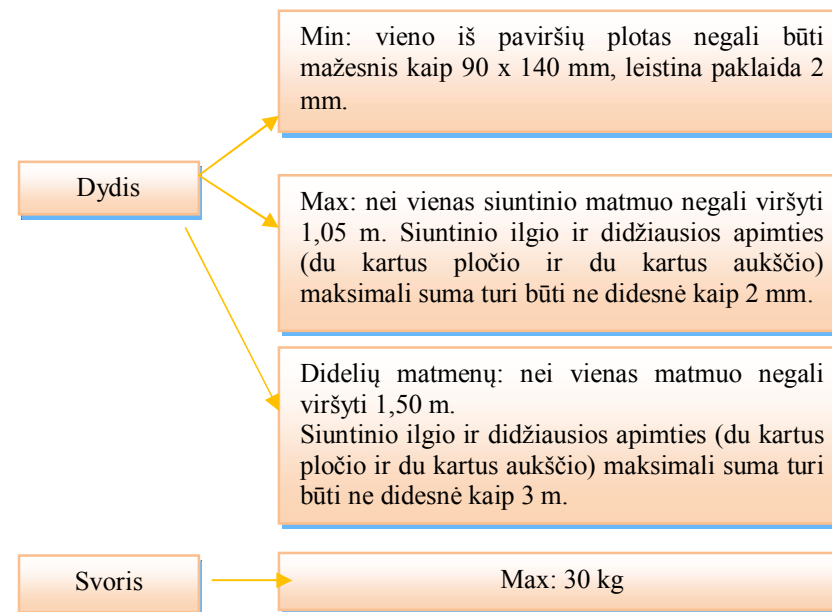 Min: vieno iš paviršių plotas negali būti
mažesnis kaip 90 x 140 mm, leistina paklaida 2
mm.
Dydis
Max: nei vienas siuntinio matmuo negali viršyti
1,05 m. Siuntinio ilgio ir didžiausios apimties
(du kartus pločio ir du kartus aukščio)
maksimali suma turi būti ne didesnė kaip 2 mm.
Didelių matmenų: nei vienas matmuo negali
viršyti 1,50 m.
Siuntinio ilgio ir didžiausios apimties (du kartus
pločio ir du kartus aukščio) maksimali suma turi
būti ne didesnė kaip 3 m.
Svoris
Max: 30 kg